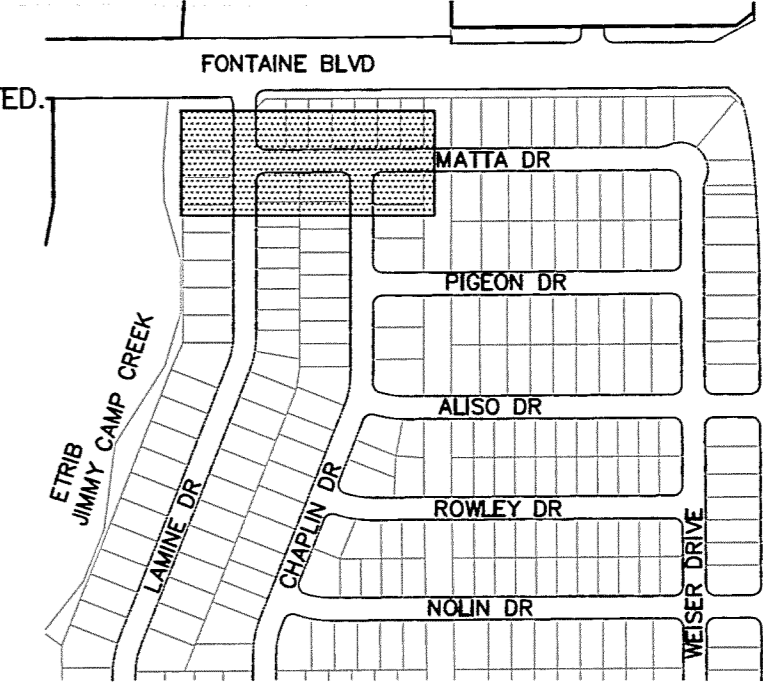 FONTAINE BLVD
ED.
MATTA DR
PIGEON DR
ETRIB
JIMMY CAMP CREEK
ALISO DR
LAMINE DR
CHAPLIN DR
ROWLEY DR
WEISER DRIVE
NOLIN DR